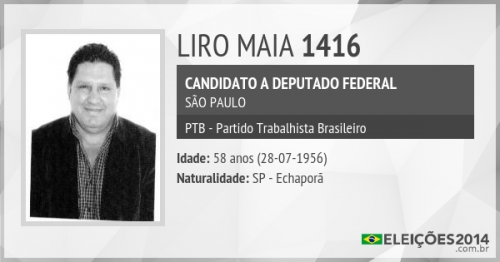 LIRO MAIA 1416
CANDIDATO A DEPUTADO FEDERAL
SÃO PAULO
PTB - Partido Trabalhista Brasileiro
Idade: 58 anos (28-07-1956)
Naturalidade: SP - Echaporã
ELEIÇÕES2014
.com.br